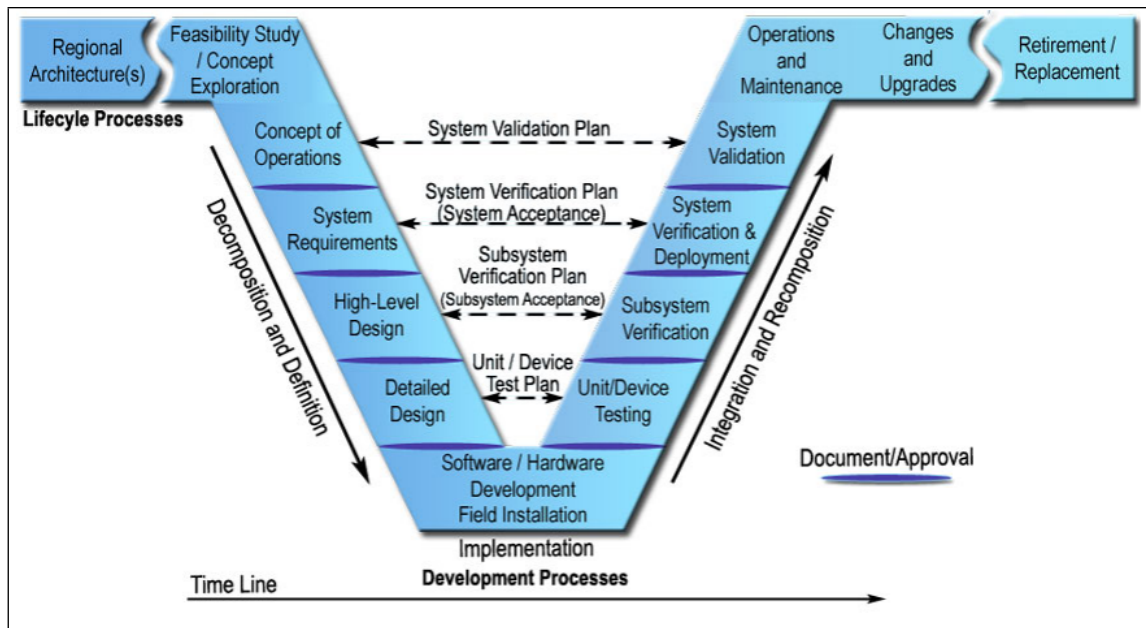 Regional
Architecture(s)
Feasibility Study
/ Concept
Exploration
Operations
and
Maintenance
Changes
and
Upgrades
Retirement /
Replacement
Lifecyle Processes
Concept of
Operations
System Validation Plan
System
Validation
System
Requirements
System Verification Plan
(System Acceptance)
System
Verification &
Deployment
High-Level
Design
Subsystem
Verification Plan
(Subsystem Acceptance)
Subsystem
Verification
Detailed
Design
Unit / Device
Test Plan
Unit/Device
Testing
Decomposition and Definition
Integration and Recomposition
Software / Hardware
Development
Field Installation
Document/Approval
Implementation
Development Processes
Time Line